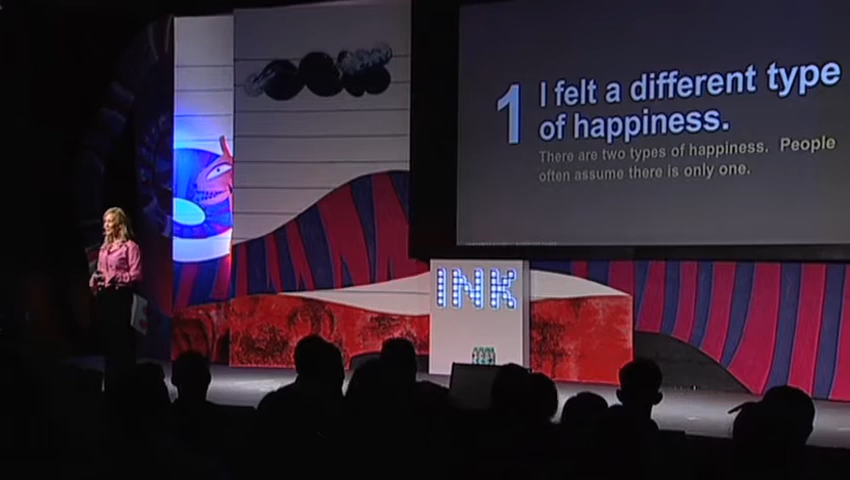 1 I felt a different type
of happiness.
There are two types of happiness. People
often assume there is only one.
INK